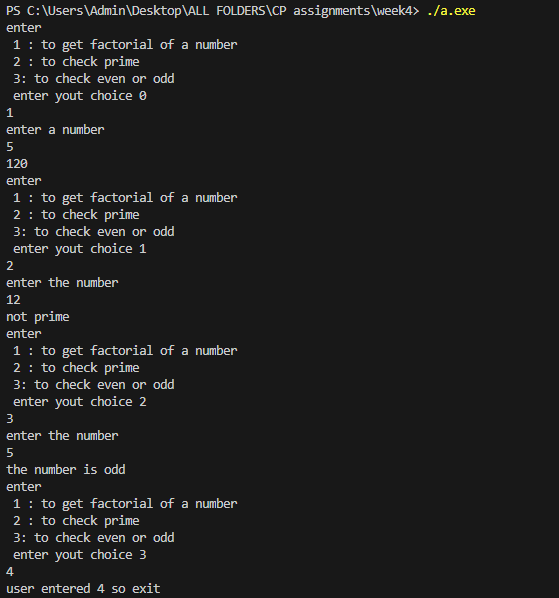 PS C:\Users\Admin\Desktop\ALL FOLDERS\CP assignments\week4> ./a.exe
enter
 1 : to get factorial of a number
 2 : to check prime
 3: to check even or odd
 enter yout choice 0
1
enter a number
5
120
enter
 1 : to get factorial of a number
 2 : to check prime
 3: to check even or odd
 enter yout choice 1
2
enter the number
12
not prime
enter
 1 : to get factorial of a number
 2 : to check prime
 3: to check even or odd
 enter yout choice 2
3
enter the number
5
the number is odd
enter
 1 : to get factorial of a number
 2 : to check prime
 3: to check even or odd
 enter yout choice 3
4
user entered 4 so exit